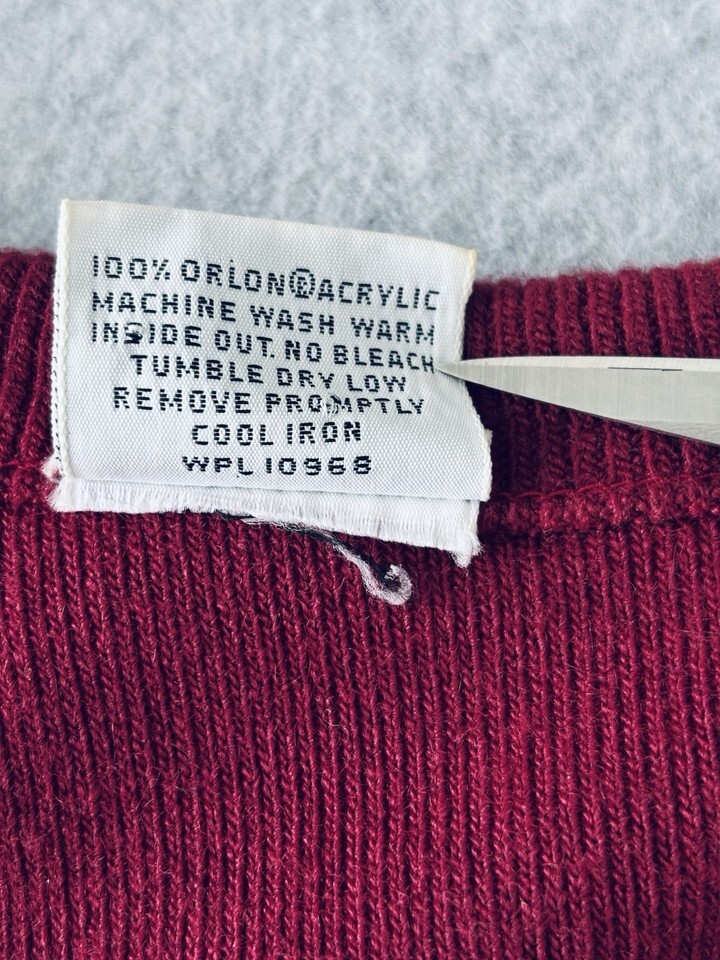 100% ORLON®ACRYLIC
MACHINE WASH WARM
INSIDE OUT. NO BLEACH
TUMBLE DRY LOW
REMOVE PROMPTLY
COOL IRON
WPL 10968